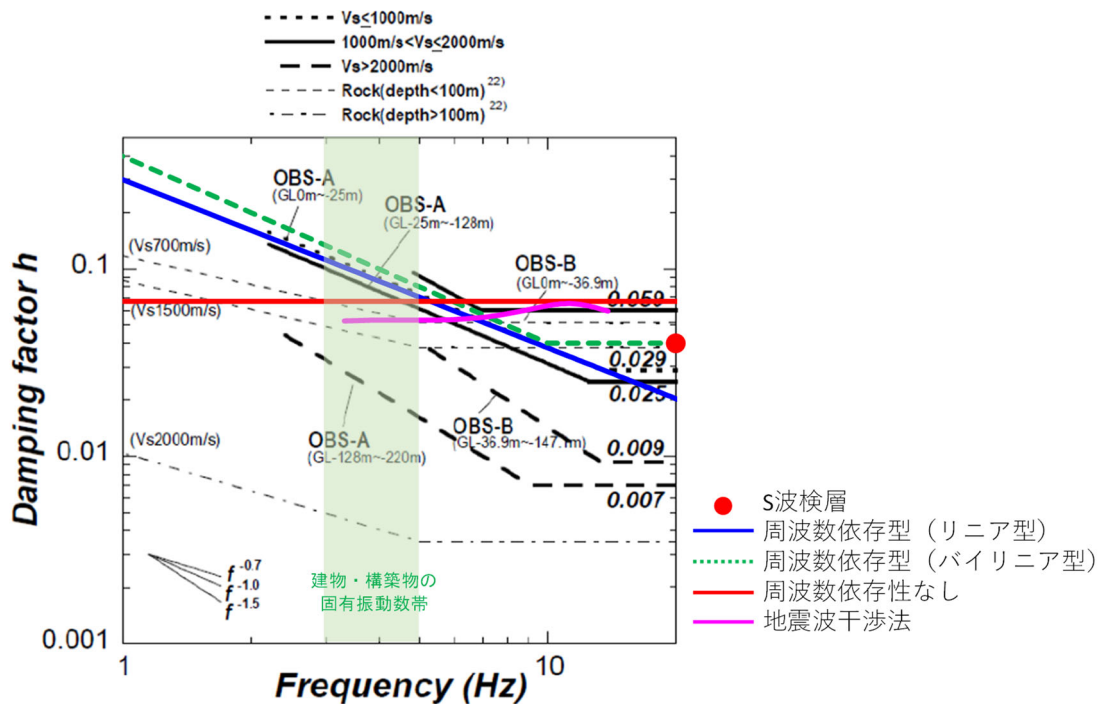 Vs≤1000m/s
1000m/s<Vs≤2000m/s
Vs>2000m/s
Rock(depth<100m) 22)
Rock(depth>100m) 22)
OBS-A
(GL0m~-25m)
OBS-A
(GL-25m~-128m)
(Vs700m/s)
OBS-B
(GL0m~-36.9m)
0.1
0.059
(Vs1500m/s)
0.029
0.025
OBS-B
(GL-36.9m~-147.1m)
OBS-A
(GL-128m~-220m)
(Vs2000m/s)
0.01
0.009
0.007
f-0.7
f-1.0
f-1.5
建物・構築物の
固有振動数帯
0.001
1
10
Frequency (Hz)
Damping factor h
S波検層
周波数依存型（リニア型）
周波数依存型（バイリニア型）
周波数依存性なし
地震波干渉法